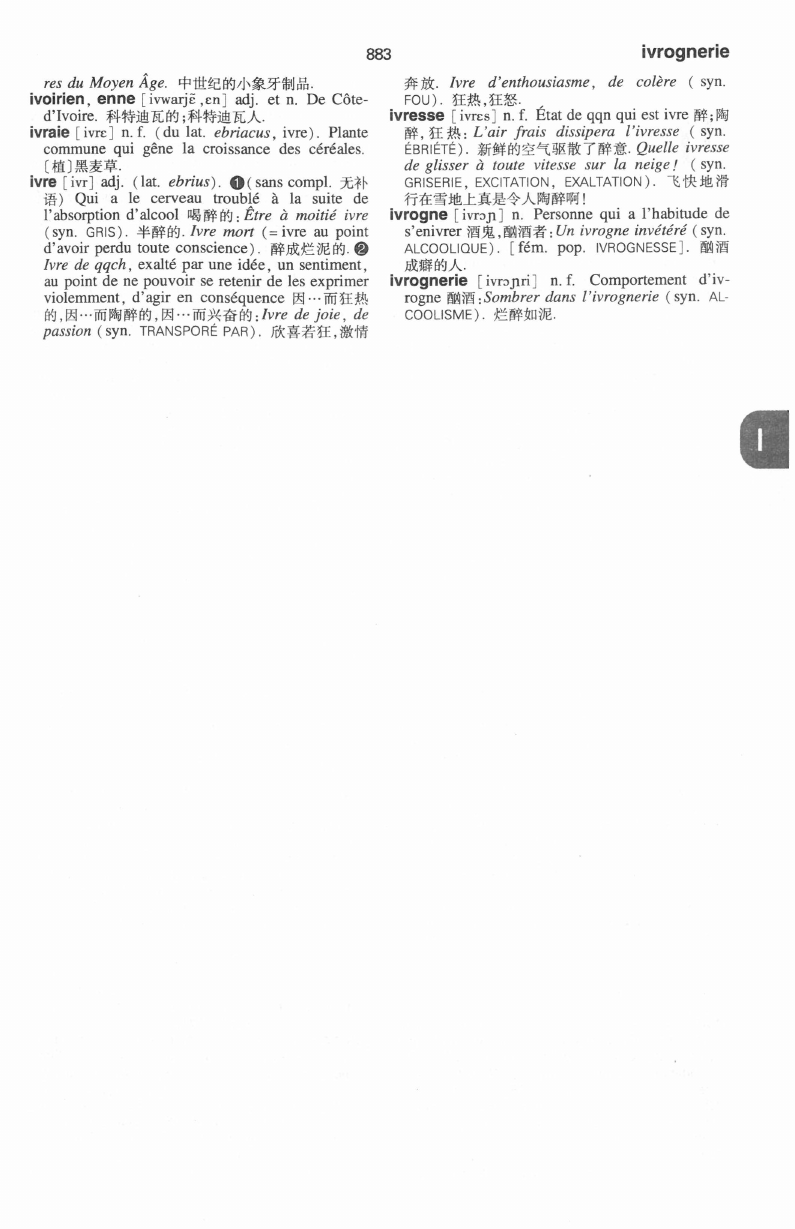 883
ivrognerie
res du Moyen Âge. 中世纪的小象牙制品.
ivoirien, enne [ivwarjɛ̃,ɛn] adj. et n. De Côte-
d'Ivoire. 科特迪瓦的;科特迪瓦人.
ivraie [ivrɛ] n. f. (du lat. ebriacus, ivre). Plante
commune qui gêne la croissance des céréales.
[植]黑麦草.
ivre [ivr] adj. (lat. ebrius). ❶(sans compl. 无补
语) Qui a le cerveau troublé à la suite de
l'absorption d'alcool 喝醉的: Être à moitié ivre
(syn. GRIS). 半醉的. Ivre mort (= ivre au point
d'avoir perdu toute conscience). 醉成烂泥的. ❷
Ivre de qqch, exalté par une idée, un sentiment,
au point de ne pouvoir se retenir de les exprimer
violemment, d'agir en conséquence 因…而狂热
的,因…而陶醉的,因…而兴奋的: Ivre de joie, de
passion (syn. TRANSPORÉ PAR). 欣喜若狂,激情
奔放. Ivre d'enthousiasme, de colère ( syn.
FOU). 狂热,狂怒.
ivresse [ivrɛs] n. f. État de qqn qui est ivre 醉;陶
醉,狂热: L'air frais dissipera l'ivresse ( syn.
ÉBRIÉTÉ). 新鲜的空气驱散了醉意. Quelle ivresse
de glisser à toute vitesse sur la neige! ( syn.
GRISERIE, EXCITATION, EXALTATION). 飞快地滑
行在雪地上真是令人陶醉啊!
ivrogne [ivrɔɲ] n. Personne qui a l'habitude de
s'enivrer 酒鬼,酗酒者: Un ivrogne invétéré (syn.
ALCOOLIQUE). [fém. pop. IVROGNESSE]. 酗酒
成癖的人.
ivrognerie [ivrɔɲri] n. f. Comportement d'iv-
rogne 酗酒: Sombrer dans l'ivrognerie (syn. AL-
COOLISME). 烂醉如泥.
I